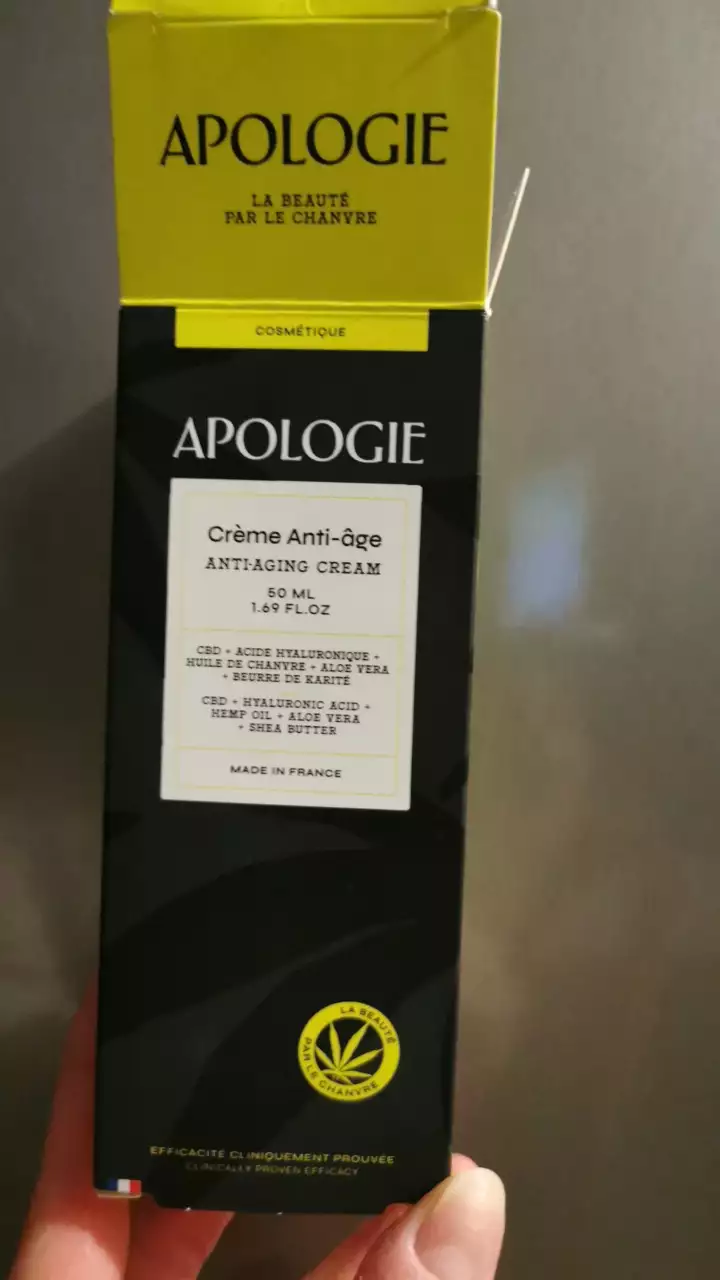 APOLOGIE
LA BEAUTÉ
PAR LE CHANVRE
COSMÉTIQUE
APOLOGIE
Crème Anti-âge
ANTI-AGING CREAM
50 ML
1.69 FL.OZ
CBD + ACIDE HYALURONIQUE +
HUILE DE CHANVRE + ALOE VERA
+ BEURRE DE KARITÉ
CBD + HYALURONIC ACID +
HEMP OIL + ALOE VERA
+ SHEA BUTTER
MADE IN FRANCE
LA BEAUTÉ
PAR LE CHANVRE
EFFICACITÉ CLINIQUEMENT PROUVÉE
CLINICALLY PROVEN EFFICACY